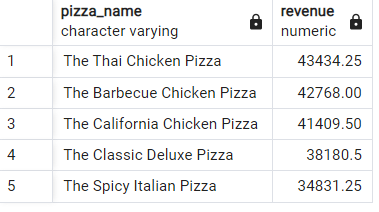 pizza_name revenue
character varying numeric
1 The Thai Chicken Pizza 43434.25
2 The Barbecue Chicken Pizza 42768.00
3 The California Chicken Pizza 41409.50
4 The Classic Deluxe Pizza 38180.5
5 The Spicy Italian Pizza 34831.25